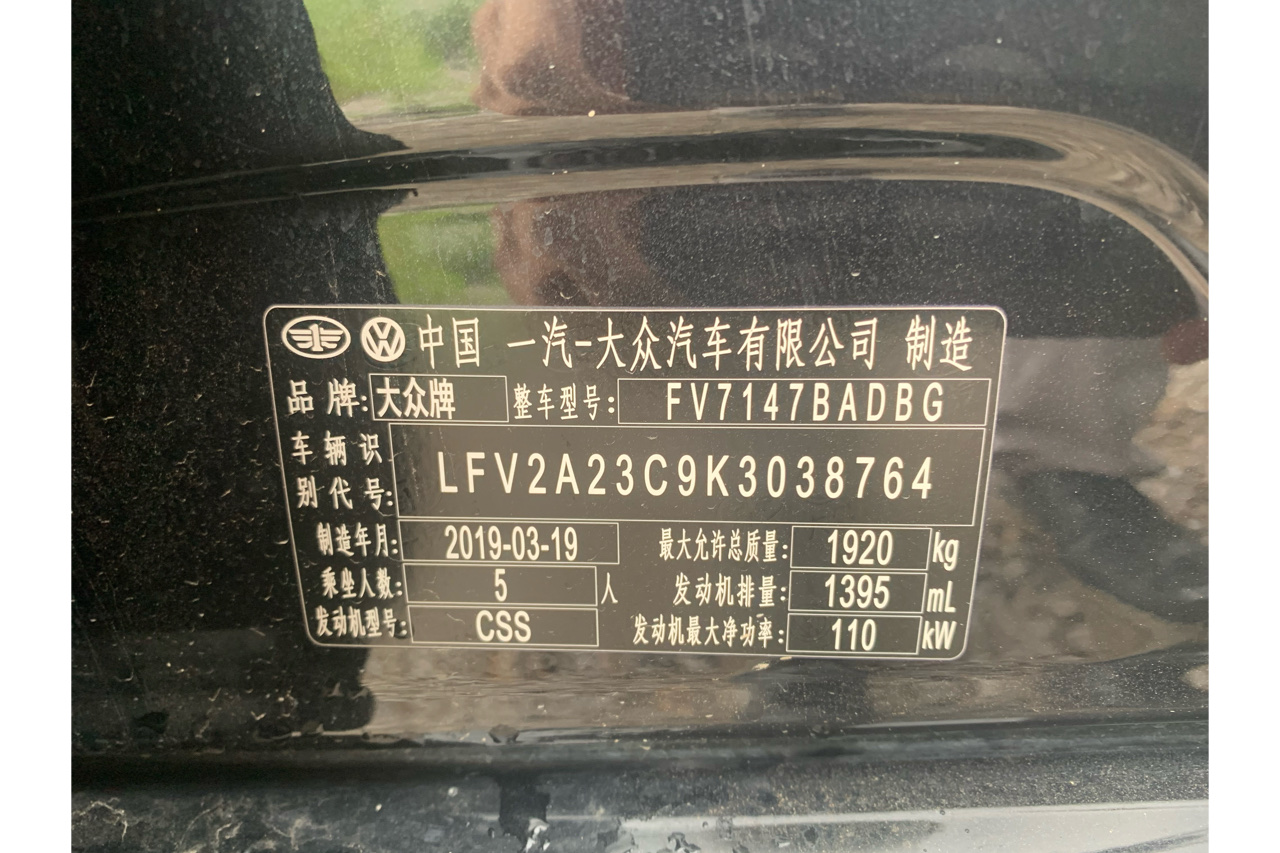 中国 一汽-大众汽车有限公司 制造
品牌: 大众牌 整车型号: FV7147BADBG
车辆识别代号: LFV2A23C9K3038764
制造年月: 2019-03-19 最大允许总质量: 1920 kg
乘坐人数: 5 人 发动机排量: 1395 mL
发动机型号: CSS 发动机最大净功率: 110 kW